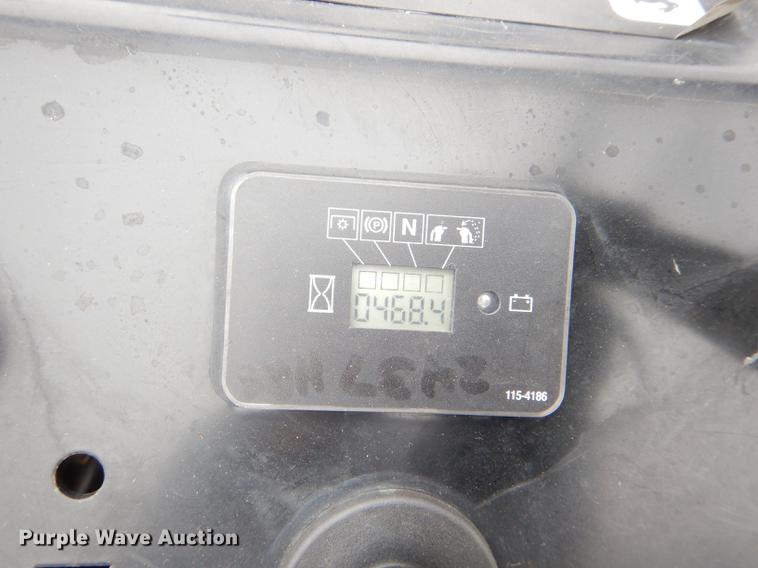 (P) N
0468.4
115-4186
Purple Wave Auction®